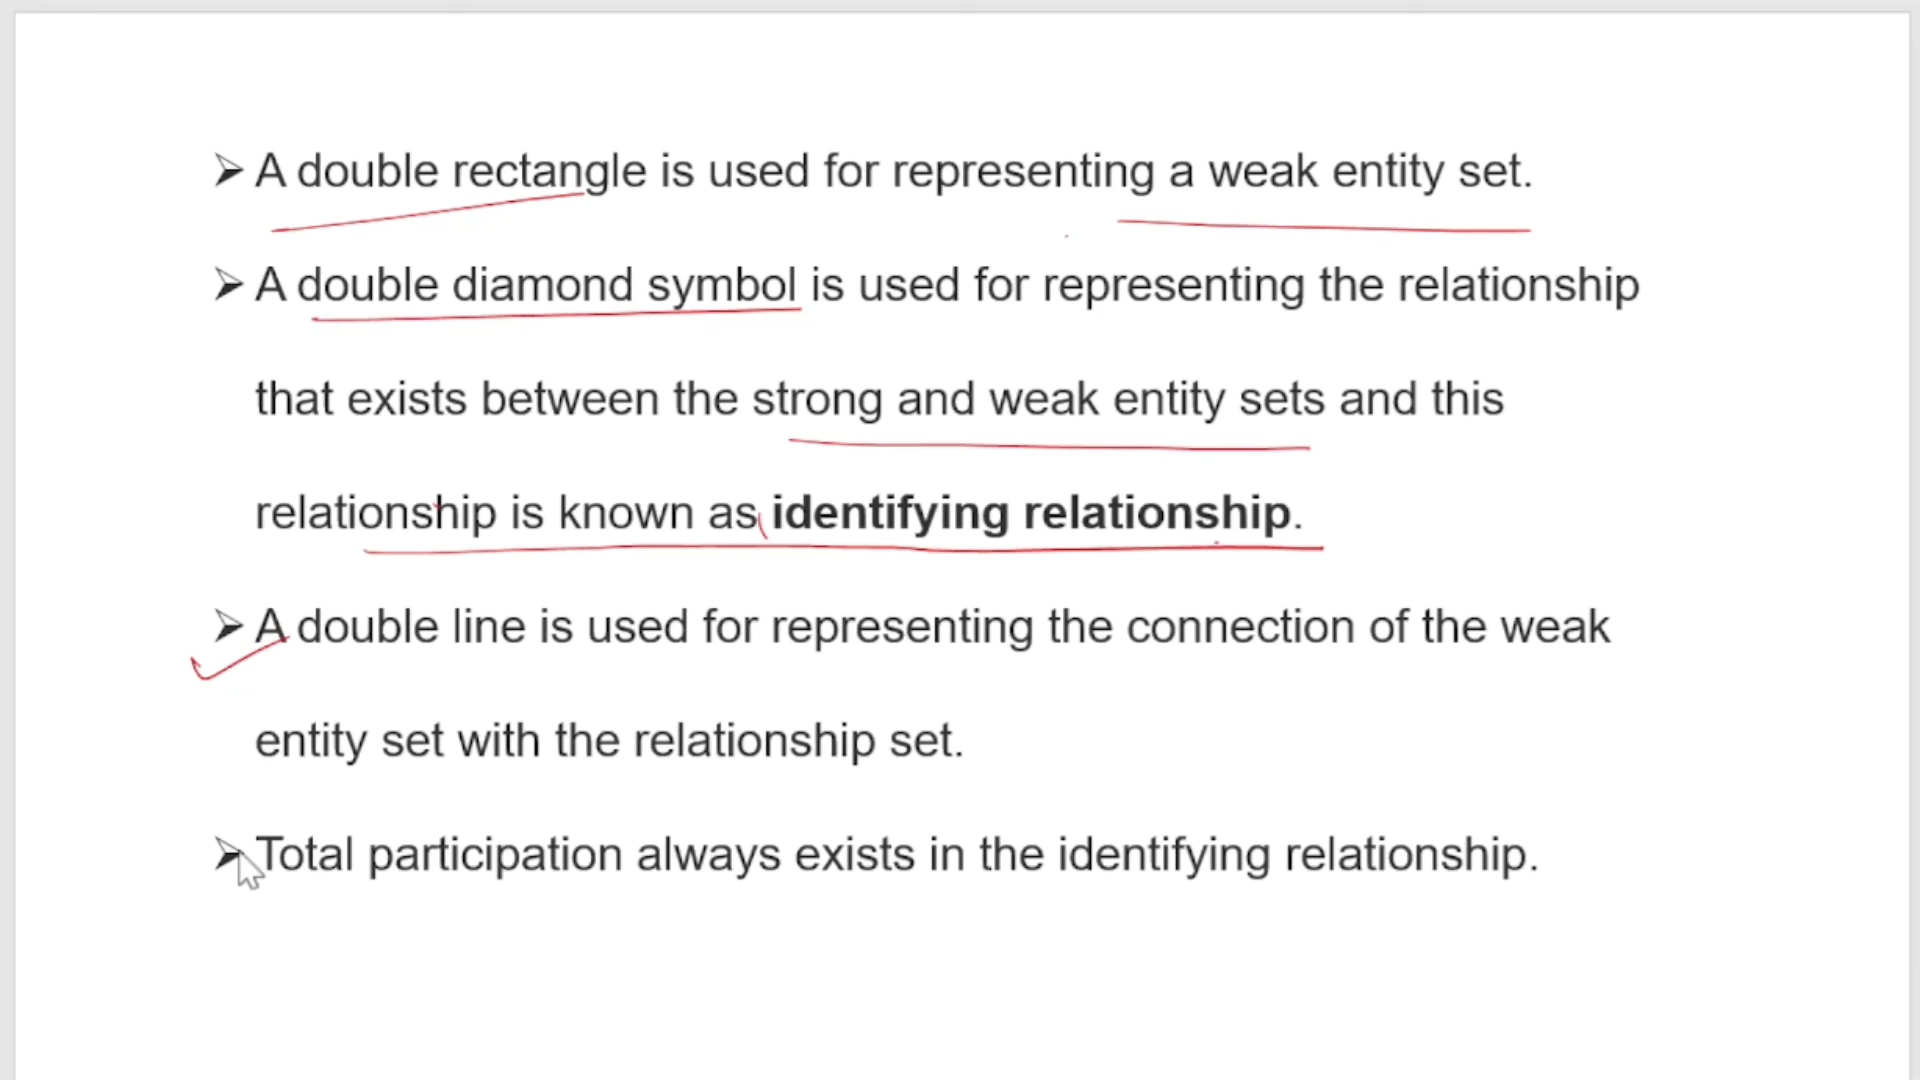 ➤ A double rectangle is used for representing a weak entity set.
➤ A double diamond symbol is used for representing the relationship
that exists between the strong and weak entity sets and this
relationship is known as identifying relationship.
➤ A double line is used for representing the connection of the weak
entity set with the relationship set.
➤ Total participation always exists in the identifying relationship.